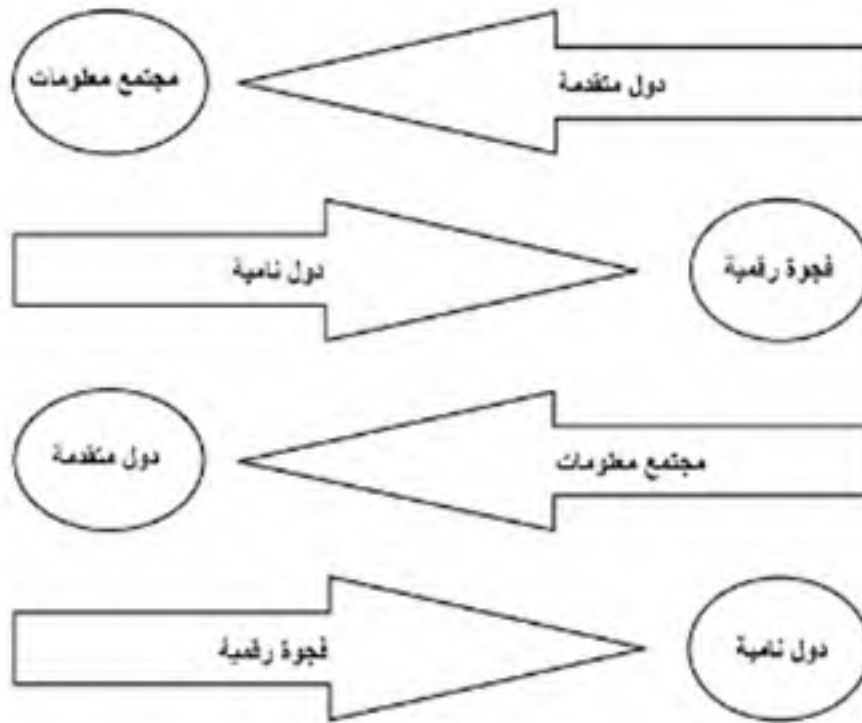 دول متقدمة
مجتمع معلومات
فجوة رقمية
دول نامية
مجتمع معلومات
دول متقدمة
دول نامية
فجوة رقمية